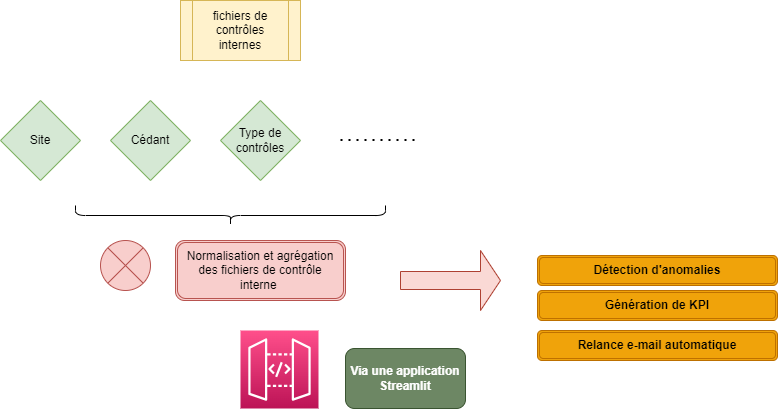 fichiers de
contrôles
internes
Site
Cédant
Type de
contrôles
..........
Normalisation et agrégation
des fichiers de contrôle
interne
Détection d'anomalies
Génération de KPI
Relance e-mail automatique
</>
Via une application
Streamlit